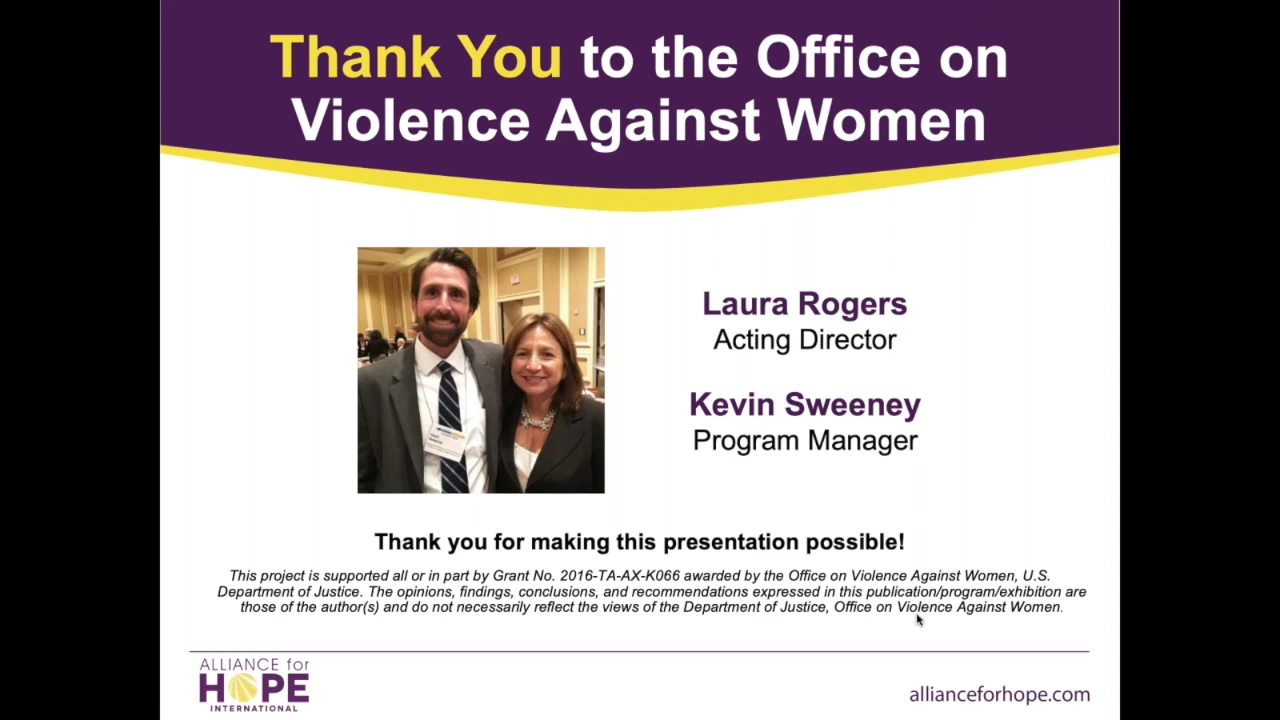 Thank You to the Office on
Violence Against Women
Laura Rogers
Acting Director
Kevin Sweeney
Program Manager
Thank you for making this presentation possible!
This project is supported all or in part by Grant No. 2016-TA-AX-K066 awarded by the Office on Violence Against Women, U.S.
Department of Justice. The opinions, findings, conclusions, and recommendations expressed in this publication/program/exhibition are
those of the author(s) and do not necessarily reflect the views of the Department of Justice, Office on Violence Against Women.
ALLIANCE for
HOPE
INTERNATIONAL
allianceforhope.com